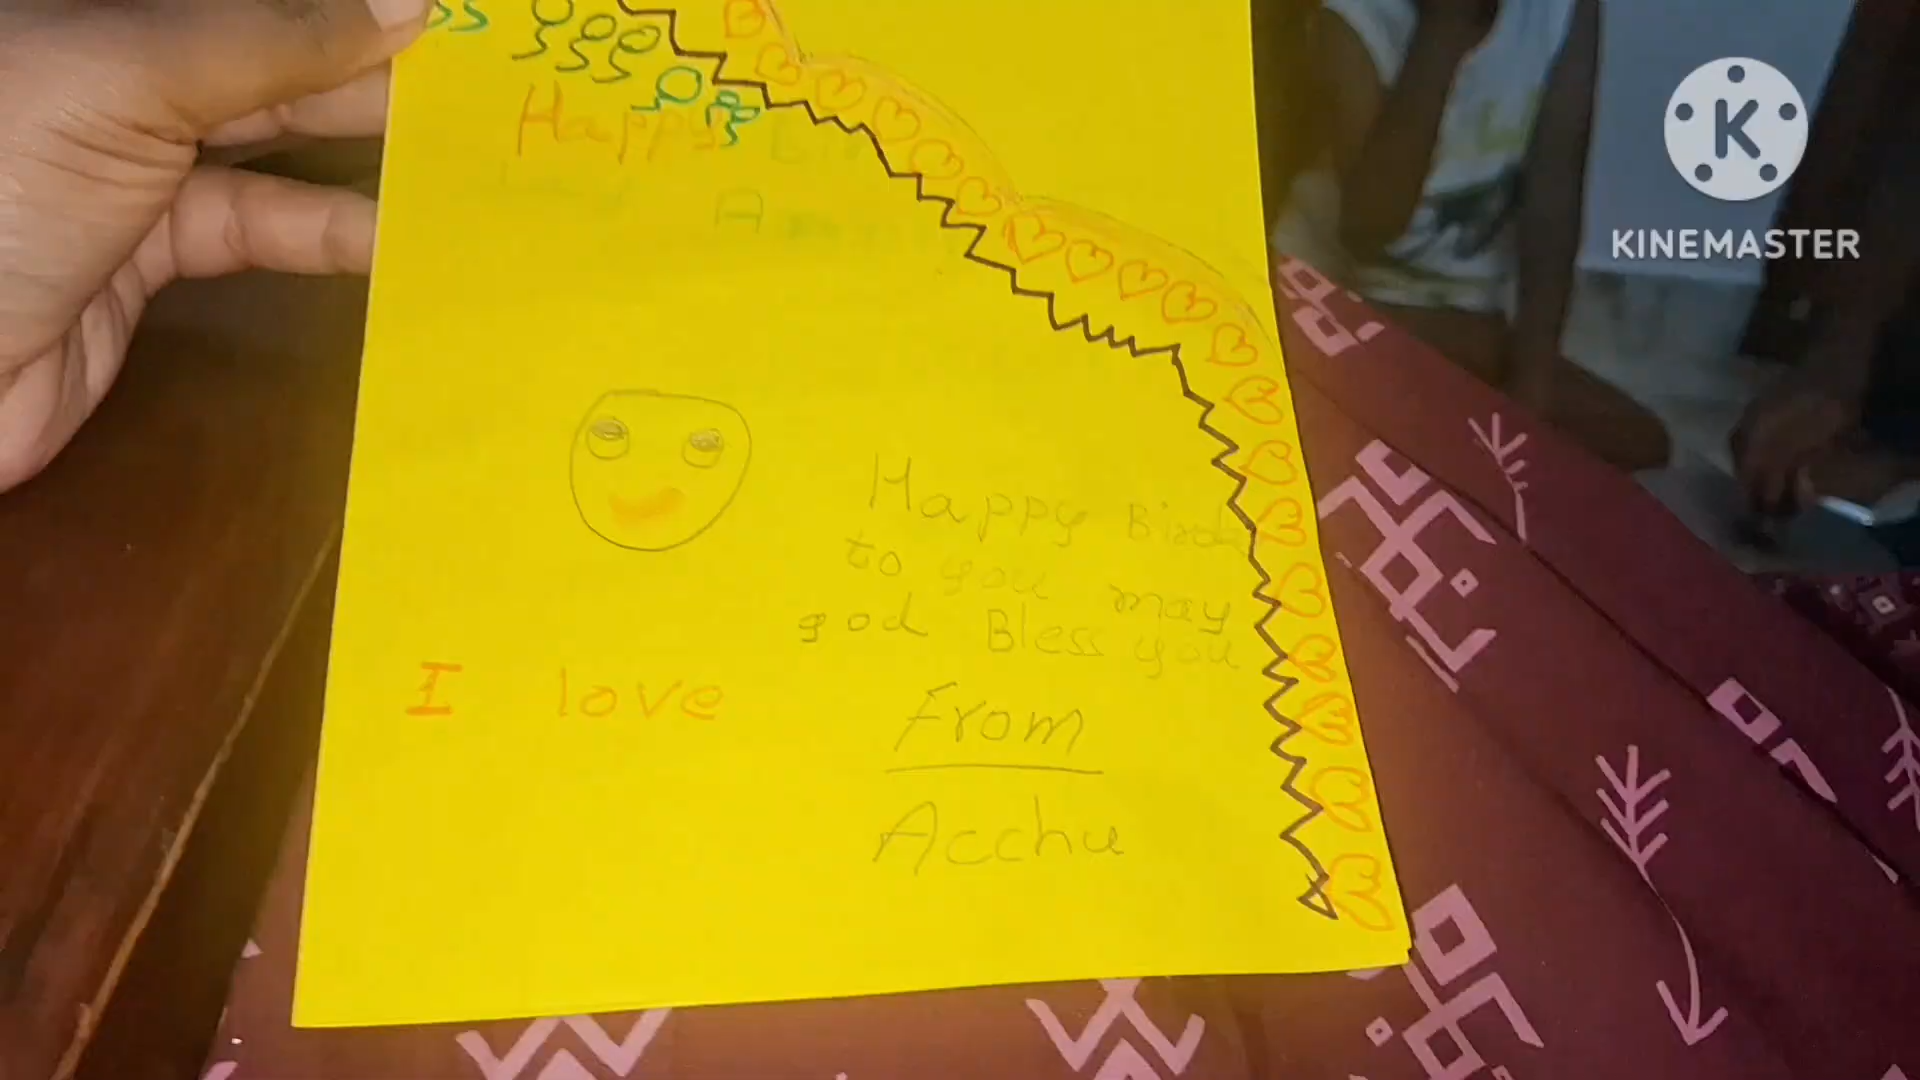 Happy
KINEMASTER
Happy Birth
to you may
god Bless you
I love
From
Acchu